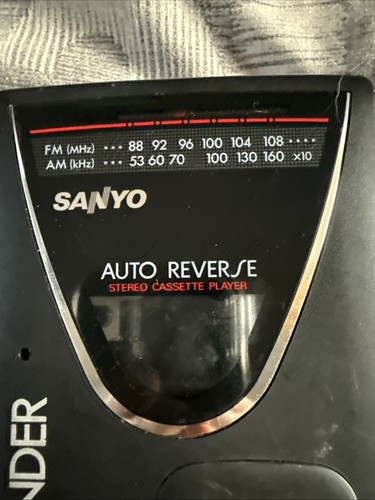 FM (MHz) ··· 88 92 96 100 104 108 ····
AM (kHz) ··· 53 60 70 100 130 160 x10
SANYO
AUTO REVERSE
STEREO CASSETTE PLAYER
NDER